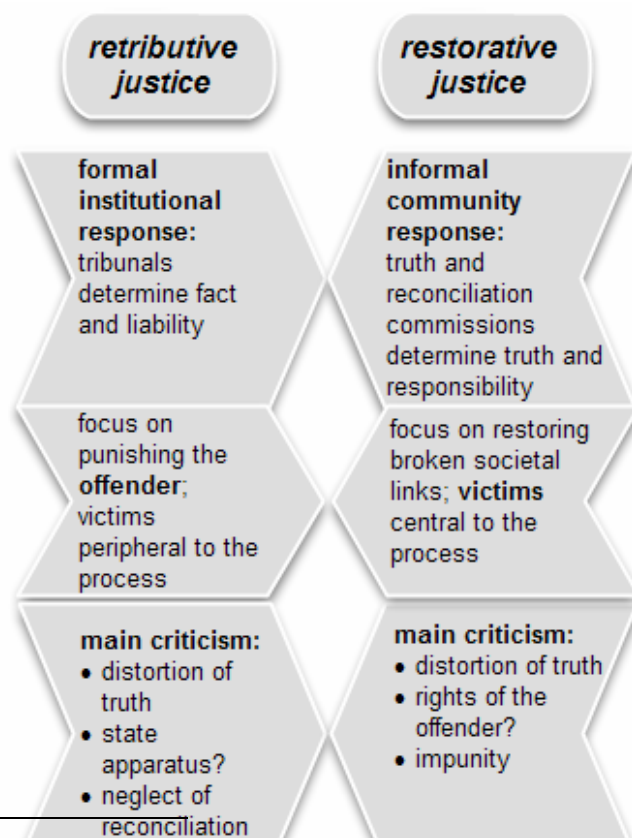 retributive
justice
formal
institutional
response:
tribunals
determine fact
and liability
focus on
punishing the
offender;
victims
peripheral to the
process
main criticism:
• distortion of
truth
• state
apparatus?
• neglect of
reconciliation
restorative
justice
informal
community
response:
truth and
reconciliation
commissions
determine truth and
responsibility
focus on restoring
broken societal
links; victims
central to the
process
main criticism:
• distortion of truth
• rights of the
offender?
• impunity